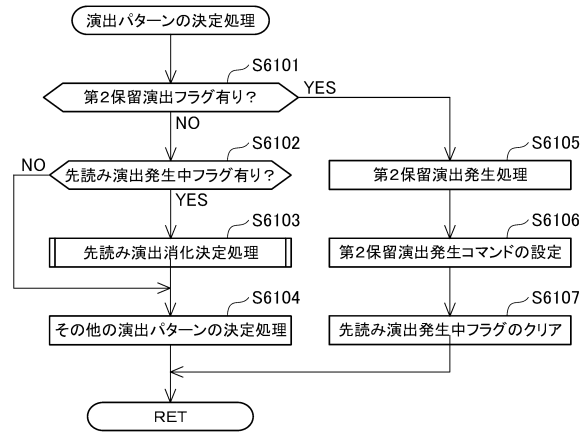 演出パターンの決定処理
S6101
第2保留演出フラグ有り?
YES
NO
S6102
NO
先読み演出発生中フラグ有り?
YES
S6103
先読み演出消化決定処理
S6104
その他の演出パターンの決定処理
S6105
第2保留演出発生処理
S6106
第2保留演出発生コマンドの設定
S6107
先読み演出発生中フラグのクリア
RET